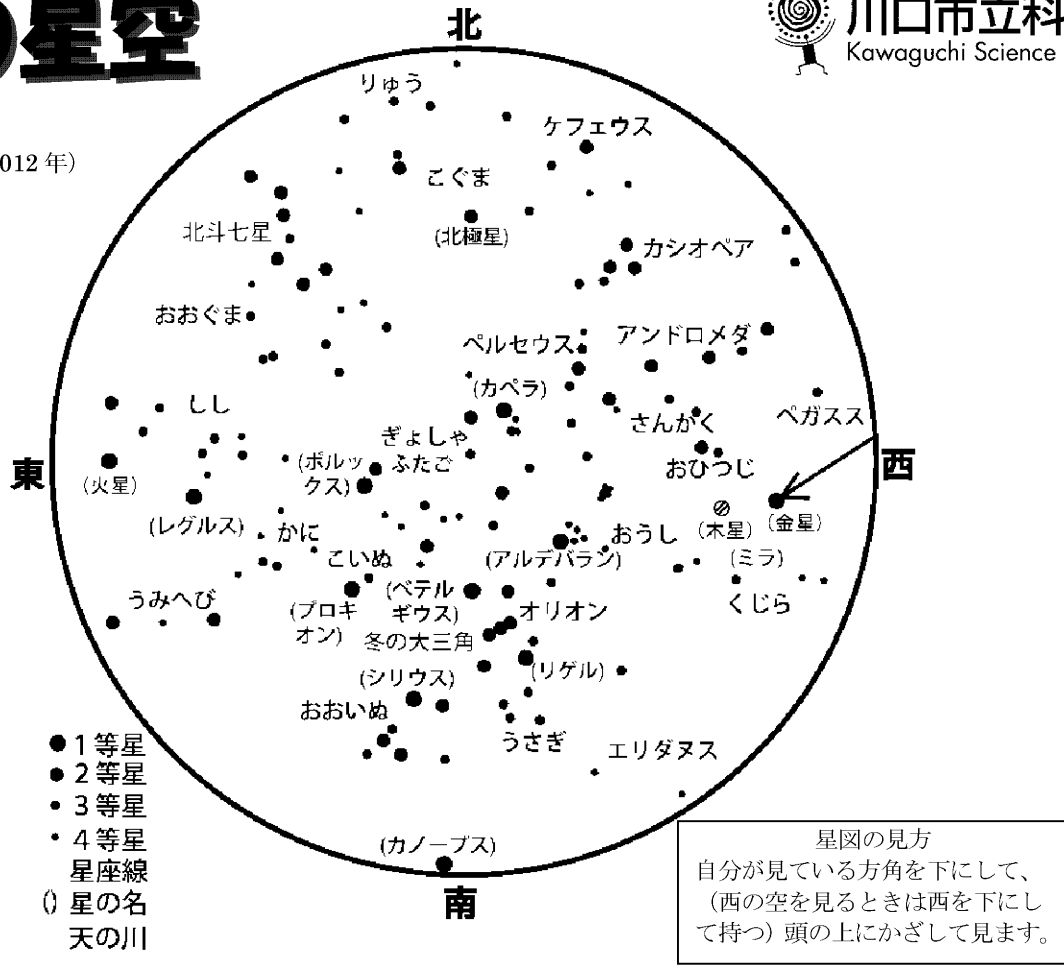 の星空
川口市立科
Kawaguchi Science
012 年)
北
りゅう
ケフェウス
こぐま
北斗七星
(北極星)
カシオペア
おおぐま
ペルセウス
アンドロメダ
(カペラ)
しし
さんかく
ペガスス
ぎょしゃ
東
(火星)
(ポルッ
クス)
ふたご
おひつじ
西
(レグルス)
かに
おうし
(木星)
(金星)
こいぬ
(アルデバラン)
(ミラ)
うみへび
(プロキ
オン)
(ベテル
ギウス)
オリオン
くじら
冬の大三角
(シリウス)
(リゲル)
おおいぬ
うさぎ
エリダヌス
1等星
2等星
3等星
4等星
星座線
() 星の名
天の川
(カノープス)
南
星図の見方
自分が見ている方角を下にして、
(西の空を見るときは西を下にし
て持つ) 頭の上にかざして見ます。